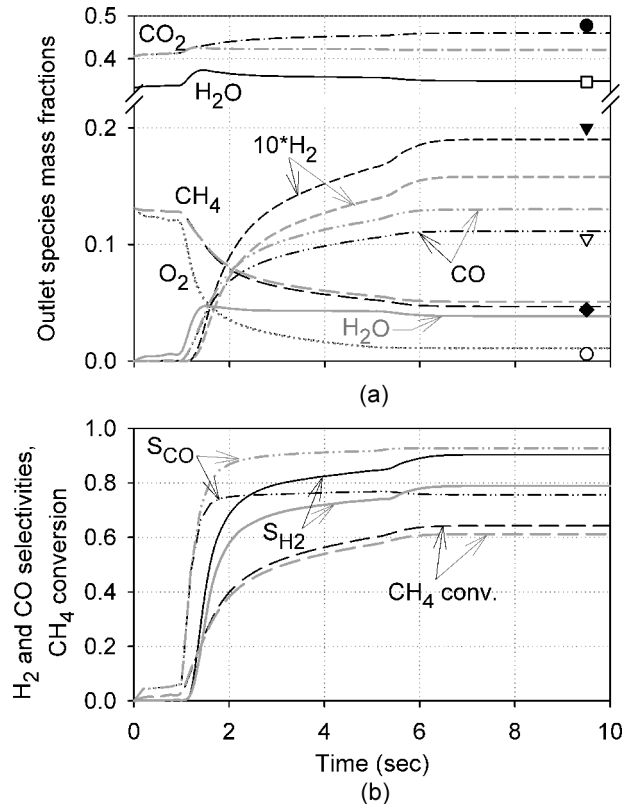 0.5
0.4
CO2
H2O
0.2
10*H2
CH4
0.1
O2
CO
H2O
0.0
Outlet species mass fractions
(a)
1.0
SCO
0.8
0.6
SH2
0.4
CH4 conv.
0.2
0.0
H2 and CO selectivities,
CH4 conversion
0 2 4 6 8 10
Time (sec)
(b)